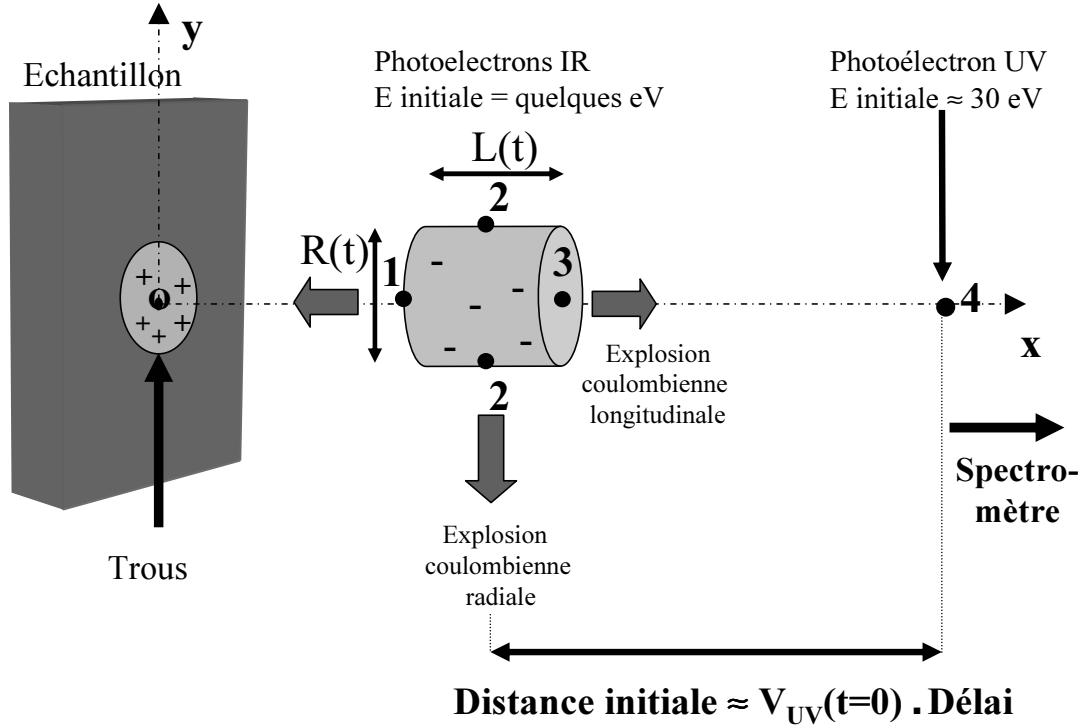 y
Echantillon
Photoelectrons IR
E initiale = quelques eV
Photoélectron UV
E initiale ≈ 30 eV
L(t)
2
R(t)
1
3
4
O
+ + + + +
- - - - -
x
2
Explosion
coulombienne
longitudinale
Spectro-
mètre
Explosion
coulombienne
radiale
Trous
Distance initiale ≈ V_UV(t=0) . Délai